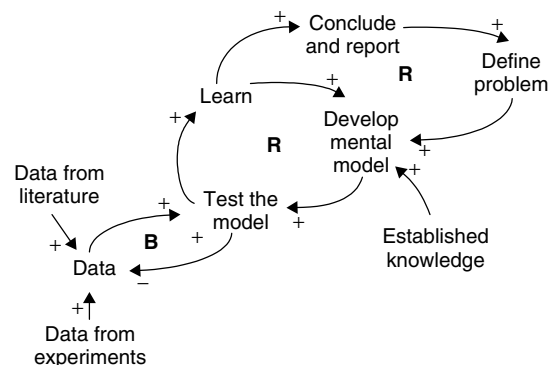 +
Conclude
and report
+
Define
problem
R
+
Learn
+
Develop
mental
model
+
+
R
Data from
literature
+
Test the
model
+
+
B
+
Established
knowledge
Data
−
+
Data from
experiments